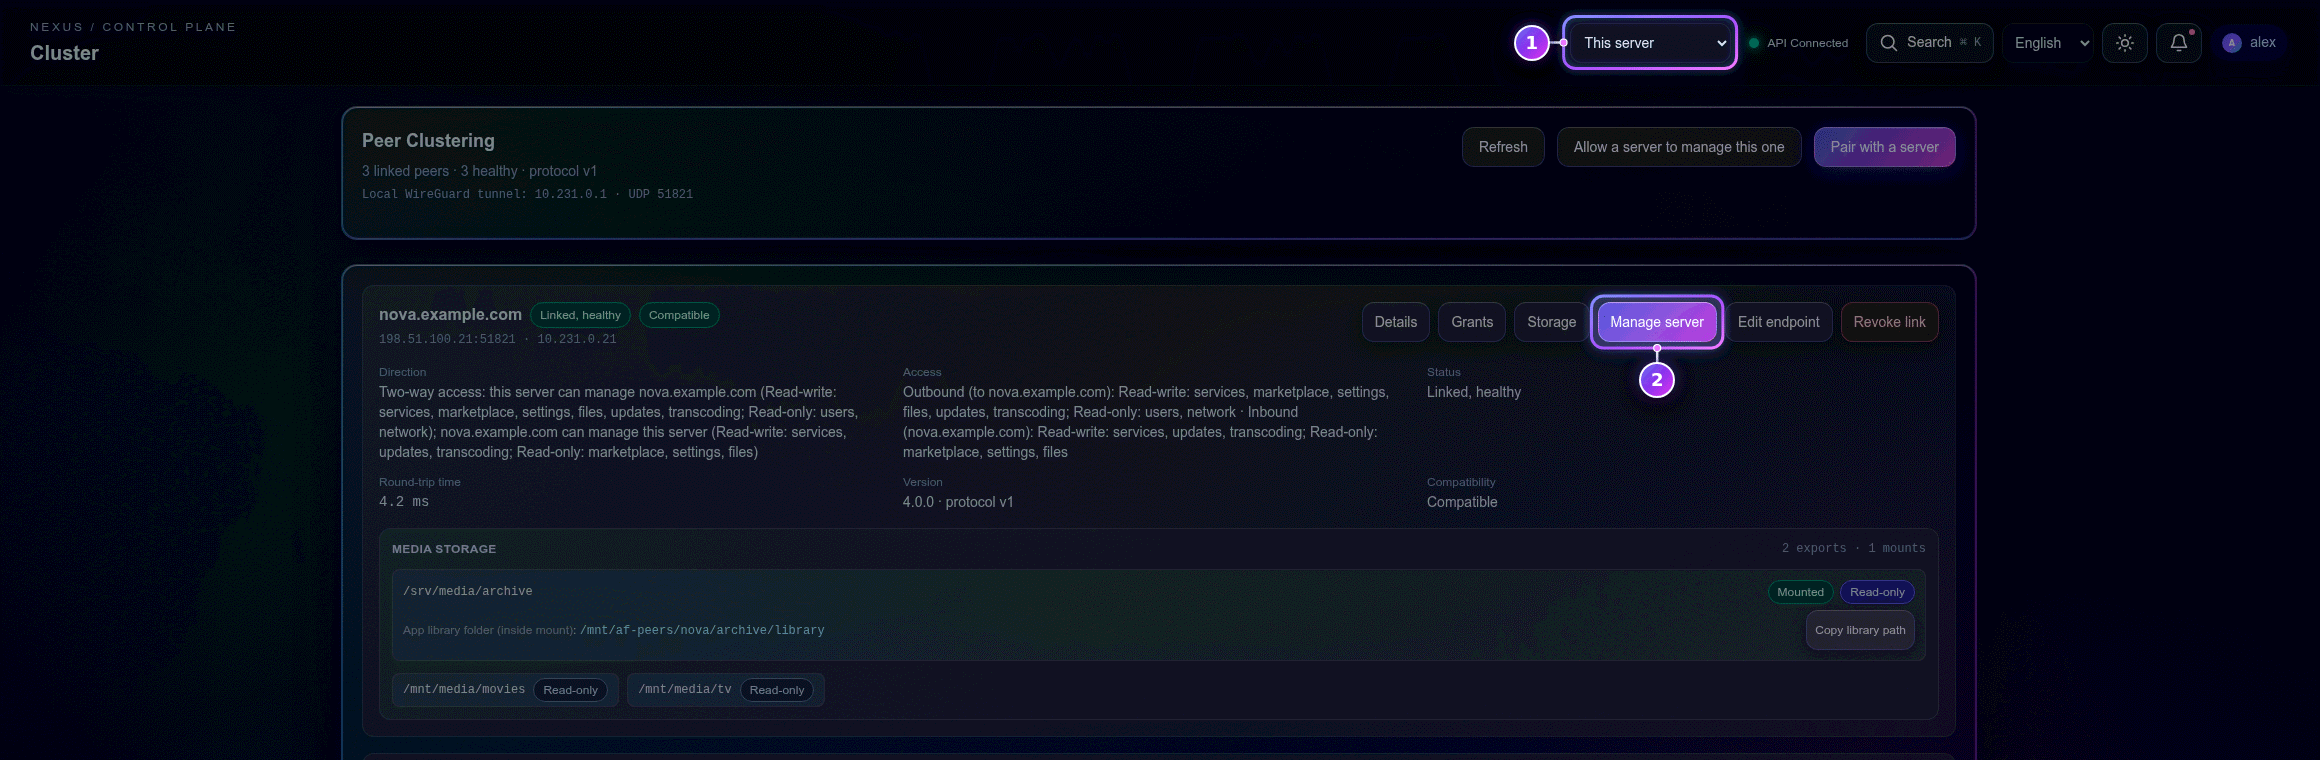 NEXUS / CONTROL PLANE
Cluster
1
This server
API Connected
Search ⌘ K
English
A
alex
Peer Clustering
3 linked peers · 3 healthy · protocol v1
Local WireGuard tunnel: 10.231.0.1 · UDP 51821
Refresh
Allow a server to manage this one
Pair with a server
nova.example.com
Linked, healthy
Compatible
198.51.100.21:51821 · 10.231.0.21
Details
Grants
Storage
Manage server
Edit endpoint
Revoke link
2
Direction
Two-way access: this server can manage nova.example.com (Read-write:
services, marketplace, settings, files, updates, transcoding; Read-only: users,
network); nova.example.com can manage this server (Read-write: services,
updates, transcoding; Read-only: marketplace, settings, files)
Access
Outbound (to nova.example.com): Read-write: services, marketplace, settings,
files, updates, transcoding; Read-only: users, network · Inbound
(nova.example.com): Read-write: services, updates, transcoding; Read-only:
marketplace, settings, files
Status
Linked, healthy
Round-trip time
4.2 ms
Version
4.0.0 · protocol v1
Compatibility
Compatible
MEDIA STORAGE
2 exports · 1 mounts
/srv/media/archive
Mounted
Read-only
App library folder (inside mount): /mnt/af-peers/nova/archive/library
Copy library path
/mnt/media/movies
Read-only
/mnt/media/tv
Read-only